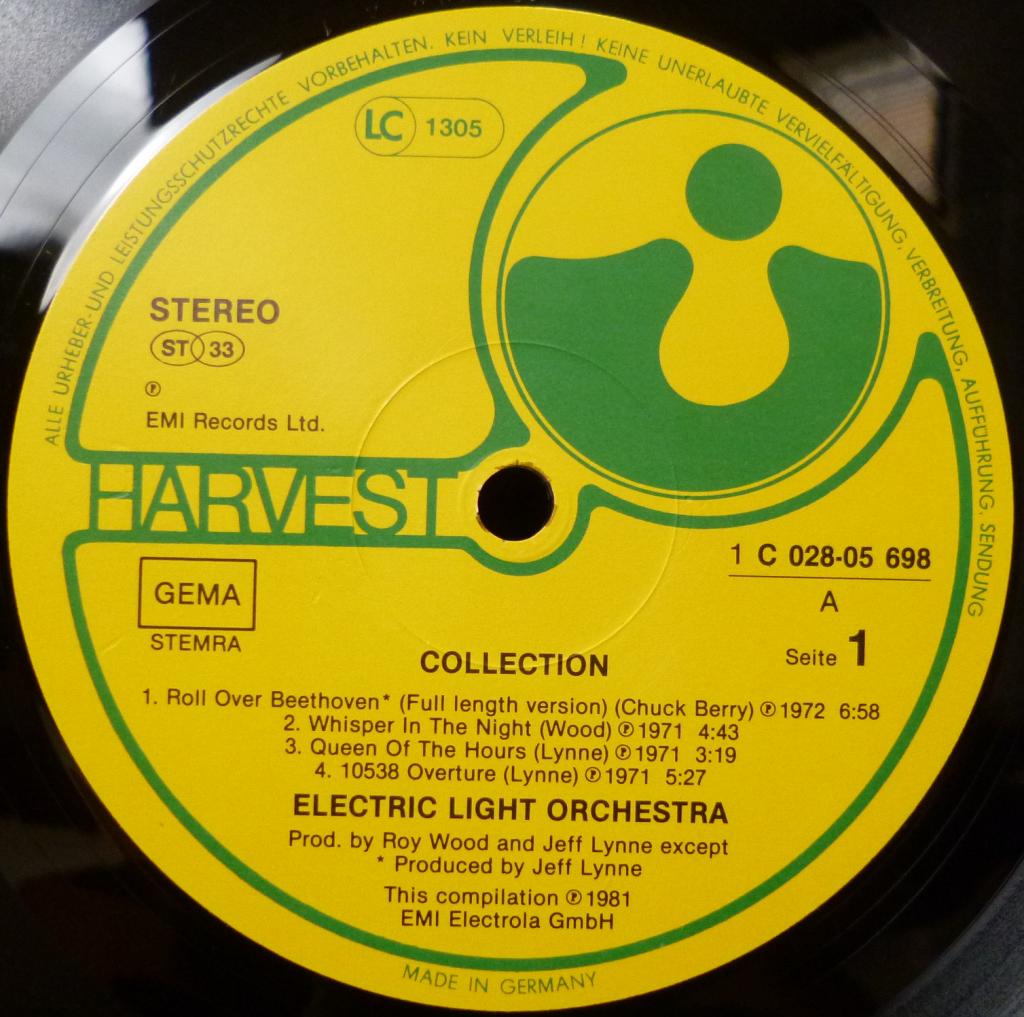 ALLE URHEBER-UND LEISTUNGSSCHUTZRECHTE VORBEHALTEN. KEIN VERLEIH! KEINE UNERLAUBTE VERVIELFÄLTIGUNG, VERBREITUNG, AUFFÜHRUNG, SENDUNG
LC 1305
STEREO
ST 33
℗
EMI Records Ltd.
HARVEST
GEMA
STEMRA
1 C 028-05 698
A
Seite 1
COLLECTION
1. Roll Over Beethoven* (Full length version) (Chuck Berry) ℗ 1972 6:58
2. Whisper In The Night (Wood) ℗ 1971 4:43
3. Queen Of The Hours (Lynne) ℗ 1971 3:19
4. 10538 Overture (Lynne) ℗ 1971 5:27
ELECTRIC LIGHT ORCHESTRA
Prod. by Roy Wood and Jeff Lynne except
* Produced by Jeff Lynne
This compilation ℗ 1981
EMI Electrola GmbH
MADE IN GERMANY